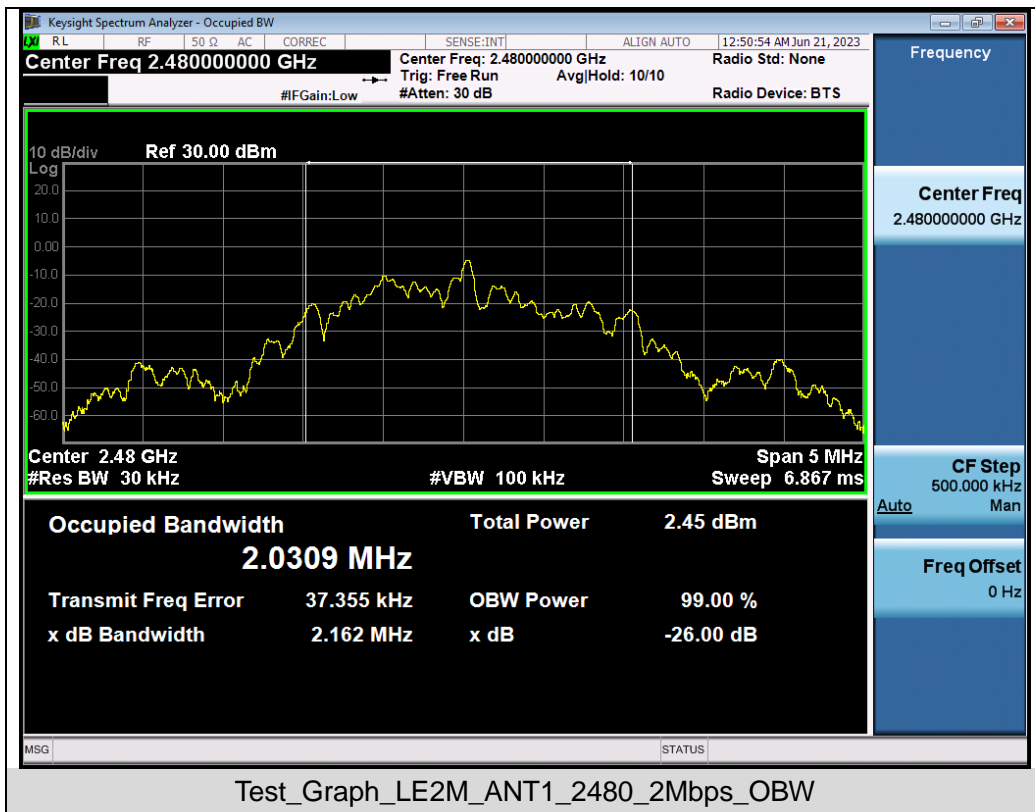 Keysight Spectrum Analyzer - Occupied BW
LXI RL RF 50 Ω AC CORREC SENSE:INT ALIGN AUTO 12:50:54 AM Jun 21, 2023
Center Freq 2.480000000 GHz
#IFGain:Low
Center Freq: 2.480000000 GHz
Trig: Free Run Avg|Hold: 10/10
#Atten: 30 dB
Radio Std: None
Radio Device: BTS
10 dB/div Ref 30.00 dBm
Log
20.0
10.0
0.00
-10.0
-20.0
-30.0
-40.0
-50.0
-60.0
Center 2.48 GHz Span 5 MHz
#Res BW 30 kHz #VBW 100 kHz Sweep 6.867 ms
Occupied Bandwidth Total Power 2.45 dBm
2.0309 MHz
Transmit Freq Error 37.355 kHz OBW Power 99.00 %
x dB Bandwidth 2.162 MHz x dB -26.00 dB
MSG STATUS
Frequency
Center Freq
2.480000000 GHz
CF Step
500.000 kHz
Auto Man
Freq Offset
0 Hz
Test_Graph_LE2M_ANT1_2480_2Mbps_OBW